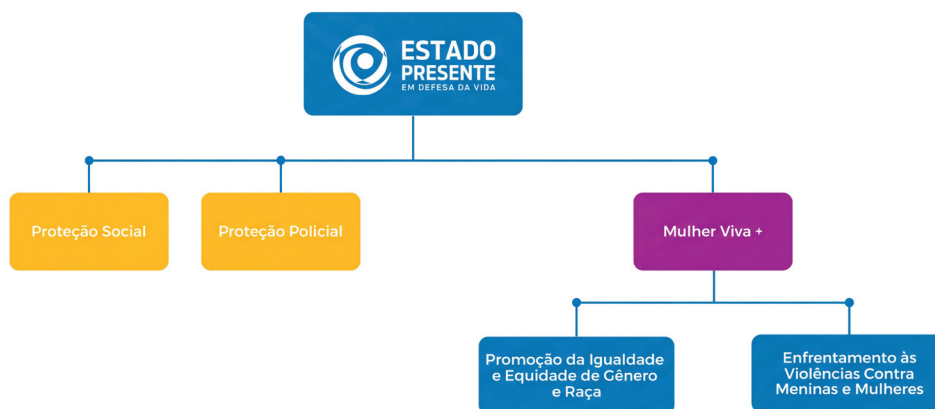 ESTADO
PRESENTE
EM DEFESA DA VIDA
Proteção Social
Proteção Policial
Mulher Viva +
Promoção da Igualdade
e Equidade de Gênero
e Raça
Enfrentamento às
Violências Contra
Meninas e Mulheres